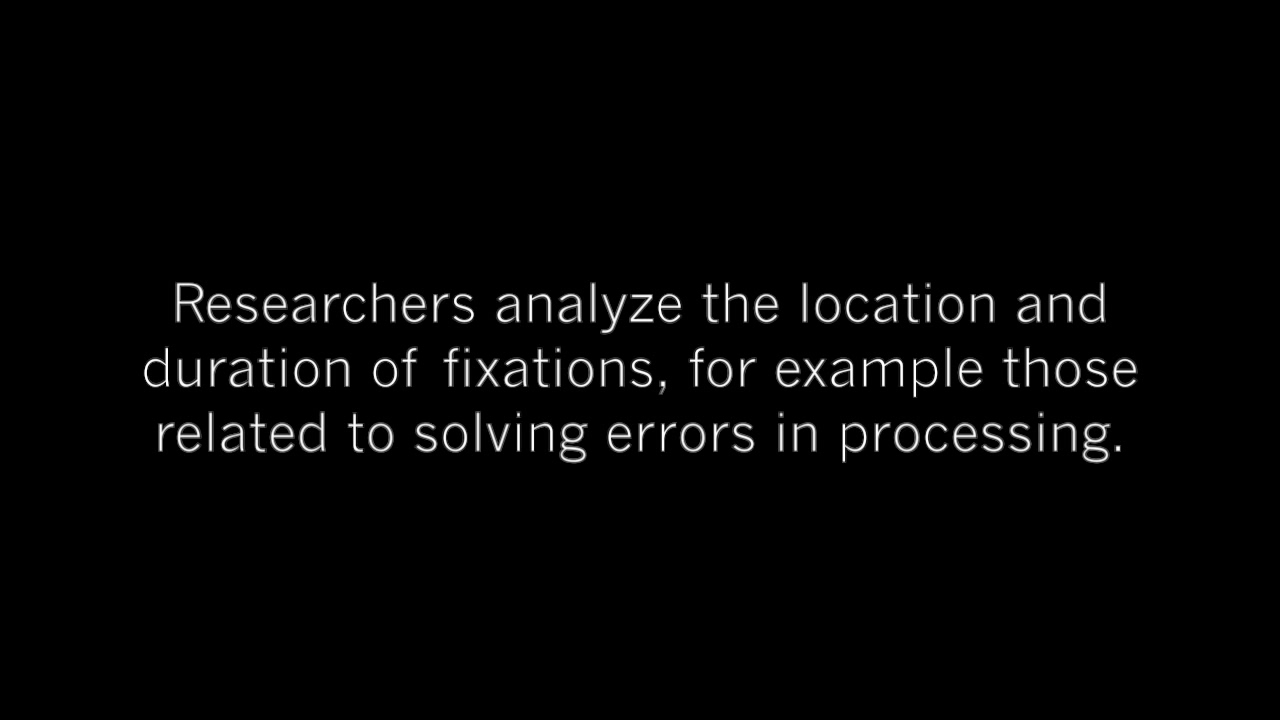 Researchers analyze the location and
duration of fixations, for example those
related to solving errors in processing.